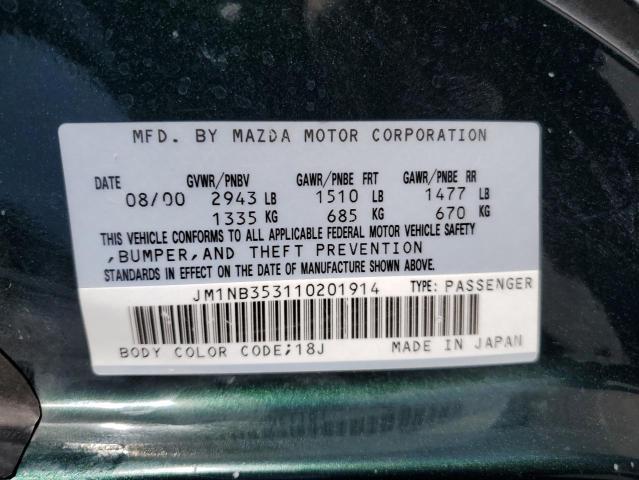 MFD. BY MAZDA MOTOR CORPORATION
DATE GVWR/PNBV GAWR/PNBE FRT GAWR/PNBE RR
08/00 2943 LB 1510 LB 1477 LB
1335 KG 685 KG 670 KG
THIS VEHICLE CONFORMS TO ALL APPLICABLE FEDERAL MOTOR VEHICLE SAFETY
,BUMPER,AND THEFT PREVENTION
STANDARDS IN EFFECT ON THE DATE OF MANUFACTURE SHOWN ABOVE.
JM1NB353110201914 TYPE: PASSENGER
BODY COLOR CODE;18J MADE IN JAPAN